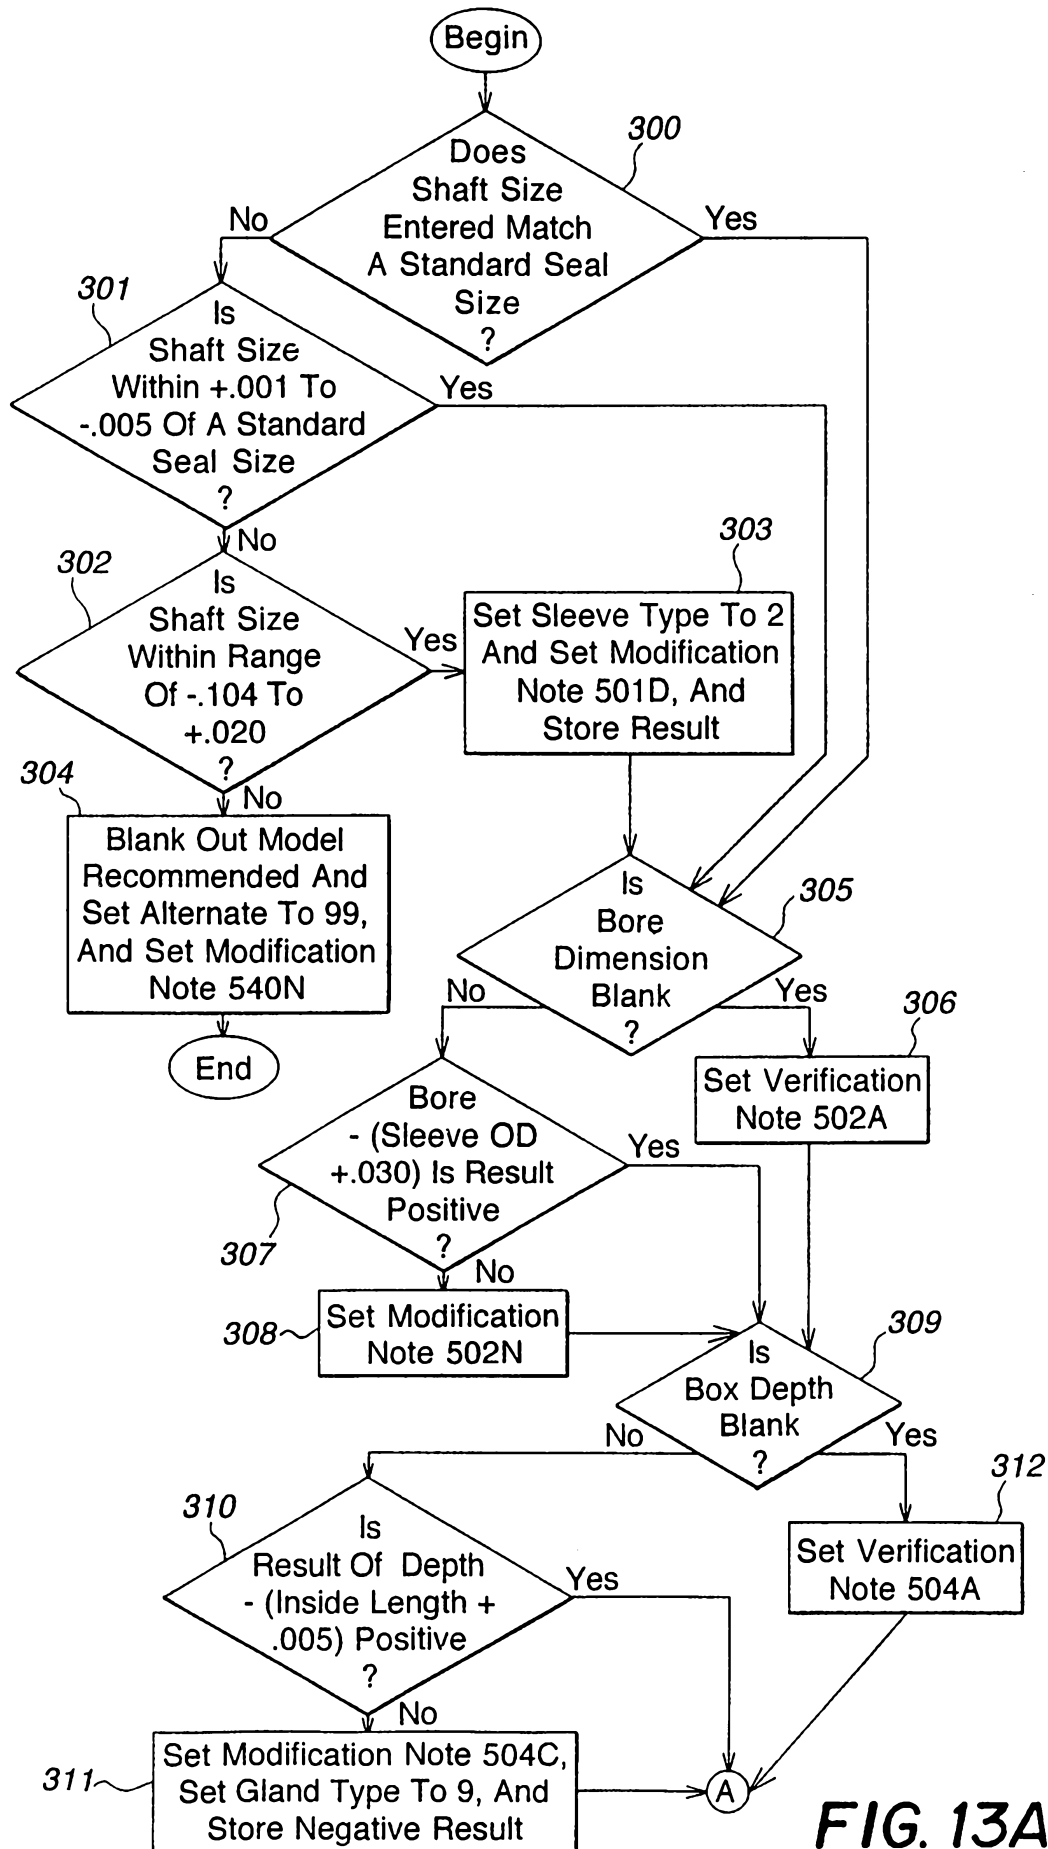 Begin
300
Does
Shaft Size
Entered Match
A Standard Seal
Size
?
No
Yes
301
Is
Shaft Size
Within +.001 To
-.005 Of A Standard
Seal Size
?
Yes
No
302
Is
Shaft Size
Within Range
Of -.104 To
+.020
?
Yes
No
303
Set Sleeve Type To 2
And Set Modification
Note 501D, And
Store Result
304
Blank Out Model
Recommended And
Set Alternate To 99,
And Set Modification
Note 540N
End
305
Is
Bore
Dimension
Blank
?
No
Yes
306
Set Verification
Note 502A
Bore
- (Sleeve OD
+.030) Is Result
Positive
?
Yes
307
No
308
Set Modification
Note 502N
309
Is
Box Depth
Blank
?
No
Yes
312
Set Verification
Note 504A
310
Is
Result Of Depth
- (Inside Length +
.005) Positive
?
Yes
No
311
Set Modification Note 504C,
Set Gland Type To 9, And
Store Negative Result
A
FIG. 13A